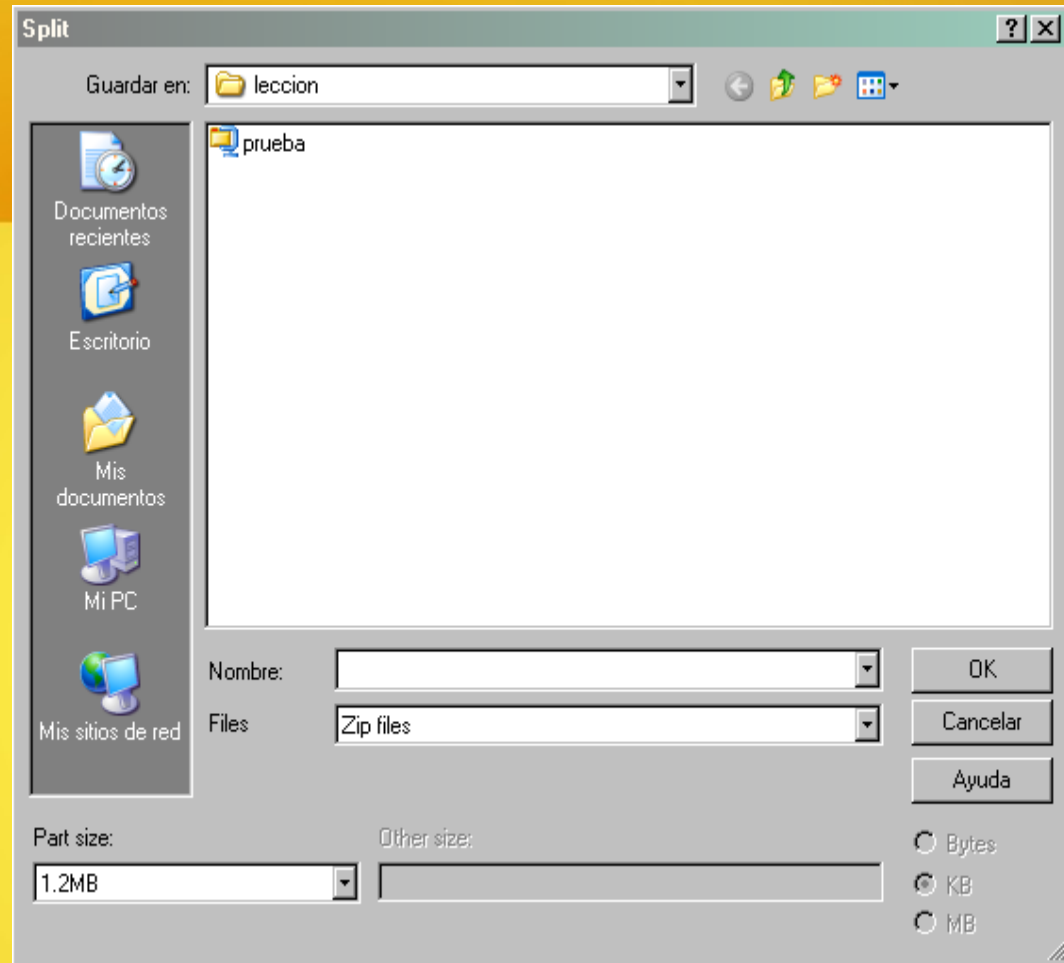 Split
Guardar en:
leccion
prueba
Documentos
recientes
Escritorio
Mis
documentos
Mi PC
Mis sitios de red
Nombre:
OK
Files
Zip files
Cancelar
Ayuda
Part size:
Other size:
Bytes
1.2MB
KB
MB